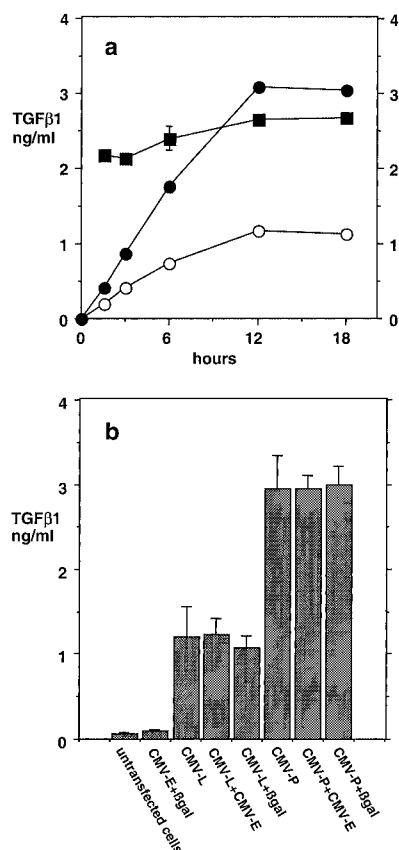 a
4
3
2
1
0
TGFβ1
ng/ml
4
3
2
1
0
0
6
12
18
hours
b
4
3
2
1
0
TGFβ1
ng/ml
untransfected cells
CMV-E+βgal
CMV-L
CMV-L+CMV-E
CMV-L+βgal
CMV-P
CMV-P+CMV-E
CMV-P+βgal